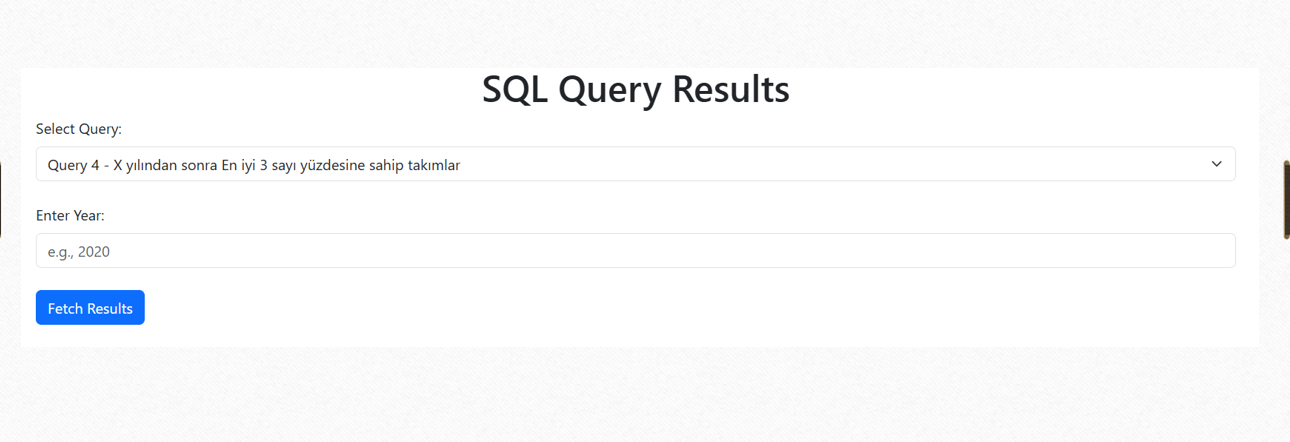 SQL Query Results
Select Query:
Query 4 - X yılından sonra En iyi 3 sayı yüzdesine sahip takımlar
Enter Year:
e.g., 2020
Fetch Results